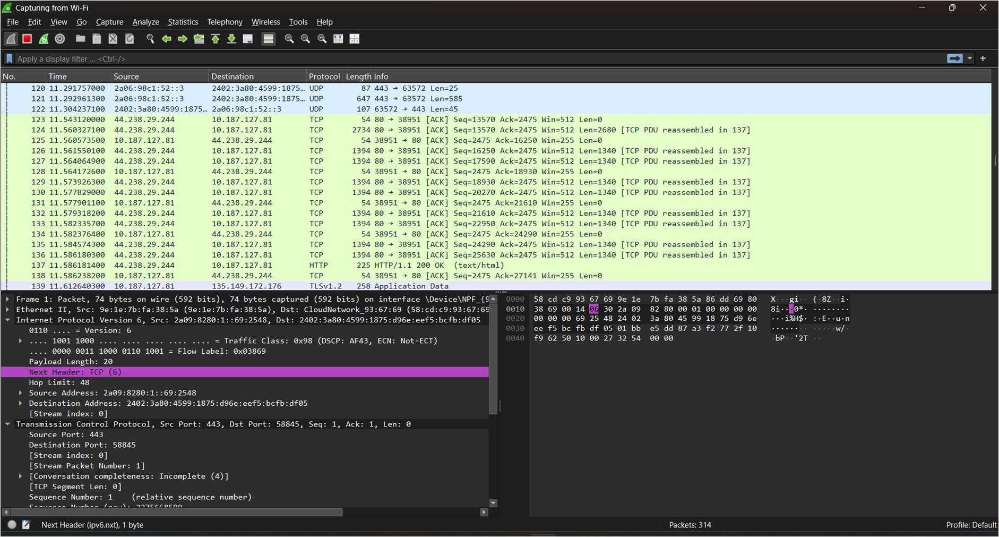 Capturing from Wi-Fi
File Edit View Go Capture Analyze Statistics Telephony Wireless Tools Help
Apply a display filter ... <Ctrl-/>
No. Time Source Destination Protocol Length Info
120 11.291757000 2a06:98c1:52::3 2402:3a80:4599:1875… UDP 87 443 → 63572 Len=25
121 11.292961300 2a06:98c1:52::3 2402:3a80:4599:1875… UDP 647 443 → 63572 Len=585
122 11.304237100 2402:3a80:4599:1875… 2a06:98c1:52::3 UDP 107 63572 → 443 Len=45
123 11.543120000 44.238.29.244 10.187.127.81 TCP 54 80 → 38951 [ACK] Seq=13570 Ack=2475 Win=512 Len=0
124 11.560327100 44.238.29.244 10.187.127.81 TCP 2734 80 → 38951 [ACK] Seq=13570 Ack=2475 Win=512 Len=2680 [TCP PDU reassembled in 137]
125 11.560573500 10.187.127.81 44.238.29.244 TCP 54 38951 → 80 [ACK] Seq=2475 Ack=16250 Win=255 Len=0
126 11.561550100 44.238.29.244 10.187.127.81 TCP 1394 80 → 38951 [ACK] Seq=16250 Ack=2475 Win=512 Len=1340 [TCP PDU reassembled in 137]
127 11.564064900 44.238.29.244 10.187.127.81 TCP 1394 80 → 38951 [ACK] Seq=17590 Ack=2475 Win=512 Len=1340 [TCP PDU reassembled in 137]
128 11.564172600 10.187.127.81 44.238.29.244 TCP 54 38951 → 80 [ACK] Seq=2475 Ack=18930 Win=255 Len=0
129 11.573926300 44.238.29.244 10.187.127.81 TCP 1394 80 → 38951 [ACK] Seq=18930 Ack=2475 Win=512 Len=1340 [TCP PDU reassembled in 137]
130 11.577829000 44.238.29.244 10.187.127.81 TCP 1394 80 → 38951 [ACK] Seq=20270 Ack=2475 Win=512 Len=1340 [TCP PDU reassembled in 137]
131 11.577901100 10.187.127.81 44.238.29.244 TCP 54 38951 → 80 [ACK] Seq=2475 Ack=21610 Win=255 Len=0
132 11.579318200 44.238.29.244 10.187.127.81 TCP 1394 80 → 38951 [ACK] Seq=21610 Ack=2475 Win=512 Len=1340 [TCP PDU reassembled in 137]
133 11.582335700 44.238.29.244 10.187.127.81 TCP 1394 80 → 38951 [ACK] Seq=22950 Ack=2475 Win=512 Len=1340 [TCP PDU reassembled in 137]
134 11.582376400 10.187.127.81 44.238.29.244 TCP 54 38951 → 80 [ACK] Seq=2475 Ack=24290 Win=255 Len=0
135 11.584574300 44.238.29.244 10.187.127.81 TCP 1394 80 → 38951 [ACK] Seq=24290 Ack=2475 Win=512 Len=1340 [TCP PDU reassembled in 137]
136 11.586180300 44.238.29.244 10.187.127.81 TCP 1394 80 → 38951 [ACK] Seq=25630 Ack=2475 Win=512 Len=1340 [TCP PDU reassembled in 137]
137 11.586181400 44.238.29.244 10.187.127.81 HTTP 225 HTTP/1.1 200 OK (text/html)
138 11.586238200 10.187.127.81 44.238.29.244 TCP 54 38951 → 80 [ACK] Seq=2475 Ack=27141 Win=255 Len=0
139 11.612640300 10.187.127.81 135.149.172.176 TLSv1.2 258 Application Data
Frame 1: Packet, 74 bytes on wire (592 bits), 74 bytes captured (592 bits) on interface \Device\NPF_{9
Ethernet II, Src: 9e:1e:7b:fa:38:5a (9e:1e:7b:fa:38:5a), Dst: CloudNetwork_93:67:69 (58:cd:c9:93:67:69
Internet Protocol Version 6, Src: 2a09:8280:1::69:2548, Dst: 2402:3a80:4599:1875:d96e:eef5:bcfb:df05
0110 .... = Version: 6
.... 1001 1000 .... .... .... .... .... = Traffic Class: 0x98 (DSCP: AF43, ECN: Not-ECT)
.... 0000 0011 1000 0110 1001 = Flow Label: 0x03869
Payload Length: 20
Next Header: TCP (6)
Hop Limit: 48
Source Address: 2a09:8280:1::69:2548
Destination Address: 2402:3a80:4599:1875:d96e:eef5:bcfb:df05
[Stream index: 0]
Transmission Control Protocol, Src Port: 443, Dst Port: 58845, Seq: 1, Ack: 1, Len: 0
Source Port: 443
Destination Port: 58845
[Stream index: 0]
[Stream Packet Number: 1]
[Conversation completeness: Incomplete (4)]
[TCP Segment Len: 0]
Sequence Number: 1 (relative sequence number)
Sequence Number (raw): 2275668599
0000 58 cd c9 93 67 69 9e 1e 7b fa 38 5a 86 dd 69 80 X···gi·· {·8Z··i·
0010 38 69 00 14 06 30 2a 09 82 80 00 01 00 00 00 00 8i···0*· ········
0020 00 00 00 69 25 48 24 02 3a 80 45 99 18 75 d9 6e ···i%H$· :·E··u·n
0030 ee f5 bc fb df 05 01 bb e5 dd 87 a3 f2 77 2f 10 ········ ·····w/·
0040 f9 62 50 10 00 27 32 54 00 00 ·bP··'2T ··
Next Header (ipv6.nxt), 1 byte
Packets: 314
Profile: Default